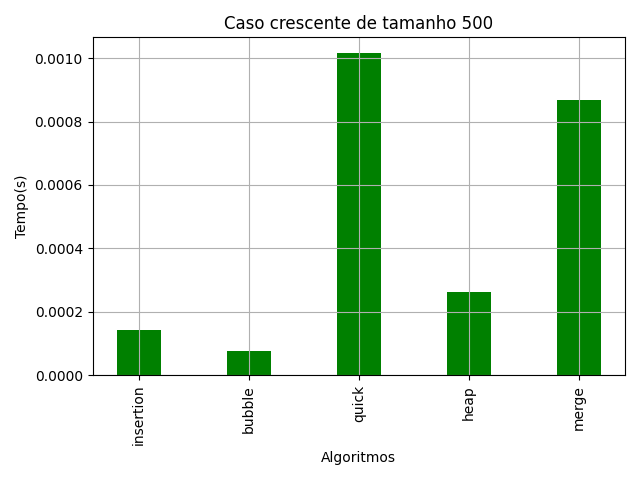 Caso crescente de tamanho 500
Tempo(s)
0.0010
0.0008
0.0006
0.0004
0.0002
0.0000
insertion
bubble
quick
heap
merge
Algoritmos